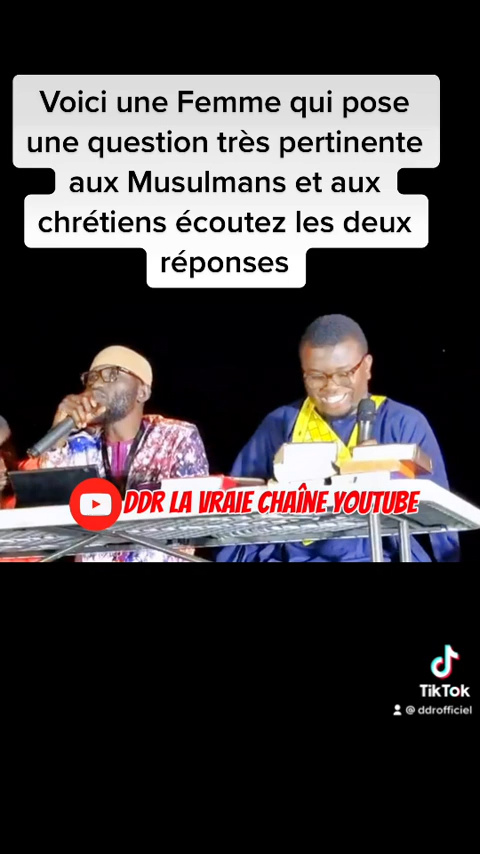 Voici une Femme qui pose
une question très pertinente
aux Musulmans et aux
chrétiens écoutez les deux
réponses
DDR LA VRAIE CHAÎNE YOUTUBE
TikTok
@ ddrofficiel